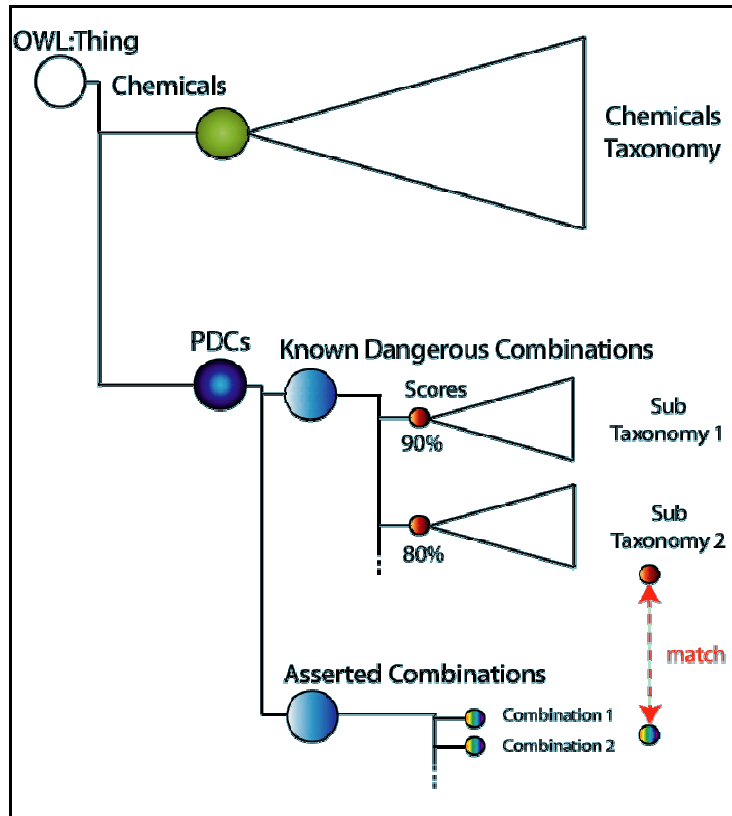 OWL:Thing
Chemicals
Chemicals
Taxonomy
PDCs
Known Dangerous Combinations
Scores
90%
Sub
Taxonomy 1
80%
Sub
Taxonomy 2
match
Asserted Combinations
Combination 1
Combination 2